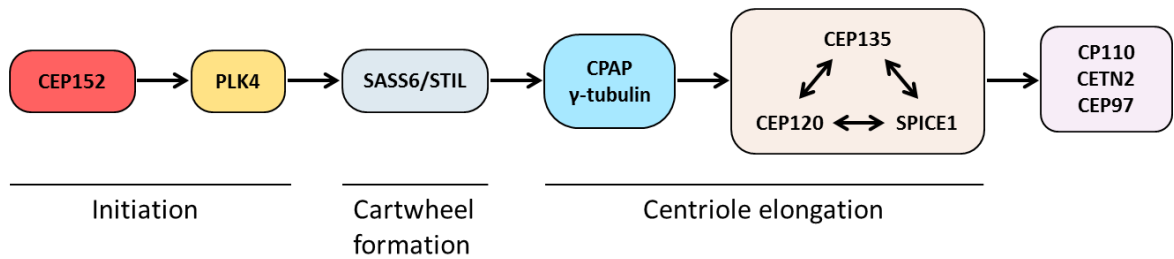 CEP152
PLK4
SASS6/STIL
CPAP
γ-tubulin
CEP135
CEP120
SPICE1
CP110
CETN2
CEP97
Initiation
Cartwheel
formation
Centriole elongation